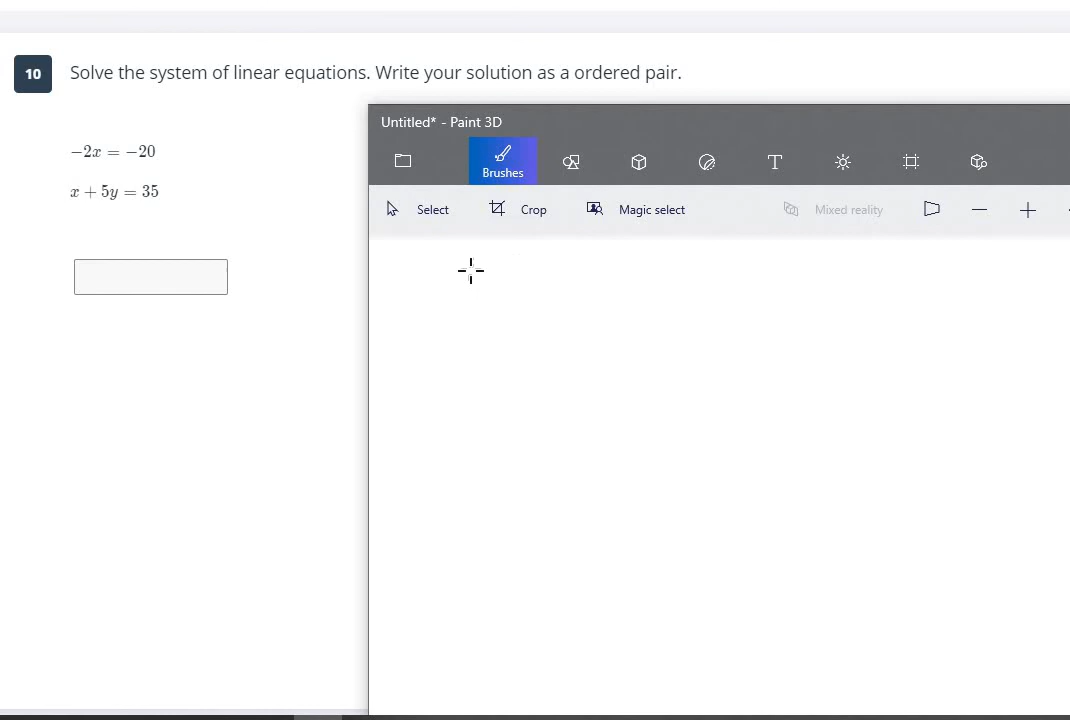 10 Solve the system of linear equations. Write your solution as a ordered pair.
−2x = −20
x + 5y = 35
Untitled* - Paint 3D
Brushes
Select Crop Magic select Mixed reality